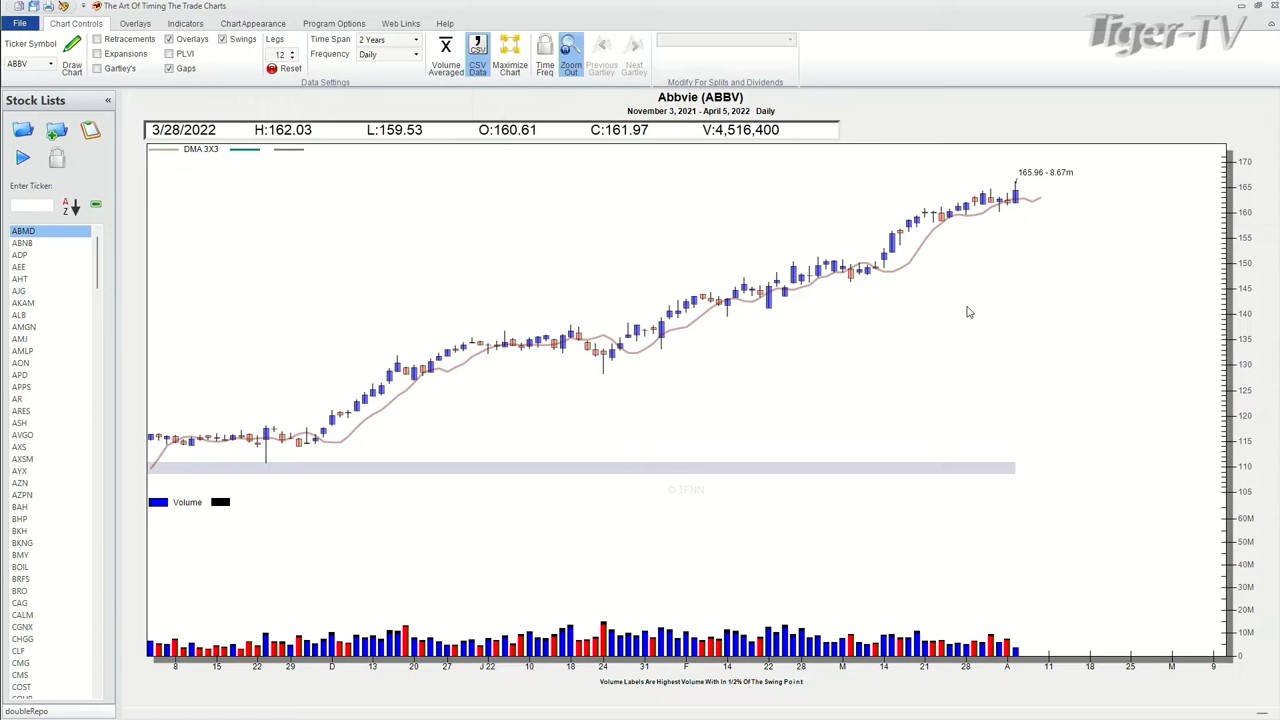 The Art Of Timing The Trade Charts
File Chart Controls Overlays Indicators Chart Appearance Program Options Web Links Help
Tiger-TV
Ticker Symbol
ABBV
Draw
Chart
Retracements
Expansions
Gartley's
Overlays
PLVI
Gaps
Swings
Legs
12
Reset
Time Span 2 Years
Frequency Daily
Data Settings
Volume
Averaged
CSV
CSV
Data
Maximize
Chart
Time
Freq
Zoom
Out
Previous
Gartley
Next
Gartley
Modify For Splits and Dividends
Stock Lists «
Enter Ticker:
A
Z
ABMD
ABNB
ADP
AEE
AHT
AJG
AKAM
ALB
AMGN
AMJ
AMLP
AON
APD
APPS
AR
ARES
ASH
AVGO
AXS
AXSM
AYX
AZN
AZPN
BAH
BHP
BKH
BKNG
BMY
BOIL
BRFS
BRO
CAG
CALM
CGNX
CHGG
CLF
CMG
CMS
COST
doubleRepo
Abbvie (ABBV)
November 3, 2021 - April 5, 2022 Daily
3/28/2022 H:162.03 L:159.53 O:160.61 C:161.97 V:4,516,400
DMA 3X3
165.96 - 8.67m
170
165
160
155
150
145
140
135
130
125
120
115
110
105
© TFNN
Volume
60M
50M
40M
30M
20M
10M
0
8 15 22 29 D 13 20 27 J 22 10 18 24 31 F 14 22 28 M 14 21 28 A 11 18 25 M 9
Volume Labels Are Highest Volume With In 1/2% Of The Swing Point